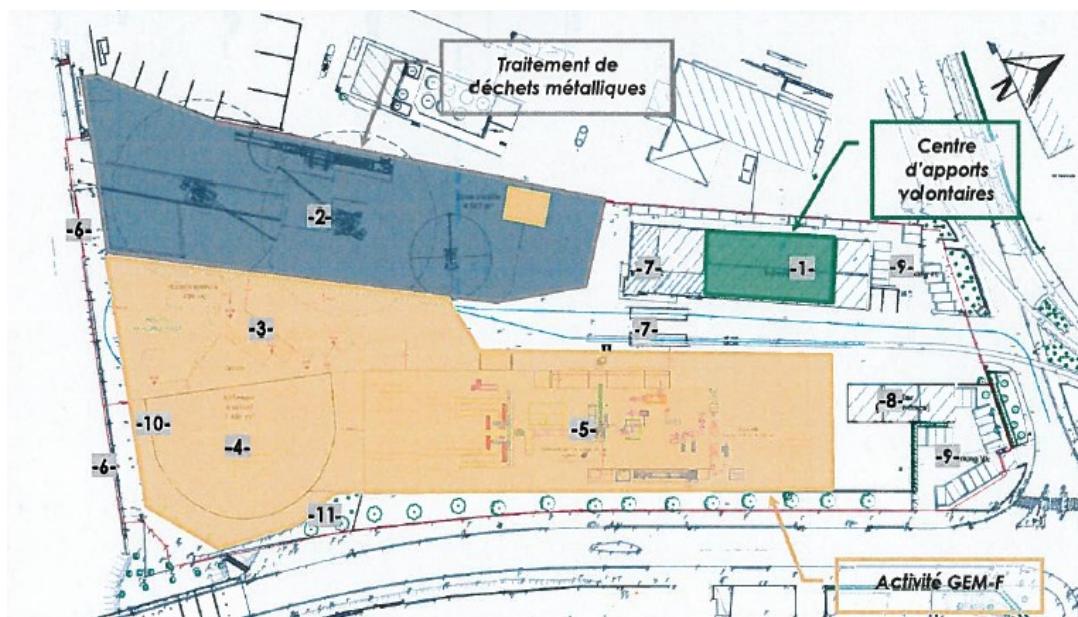 Traitement de
déchets métalliques
N
Centre
d'apports
volontaires
-2-
-6-
-7-
-1-
-9-
-3-
-7-
-8-
-10-
-4-
-5-
-6-
-9-
-11-
Activité GEM-F